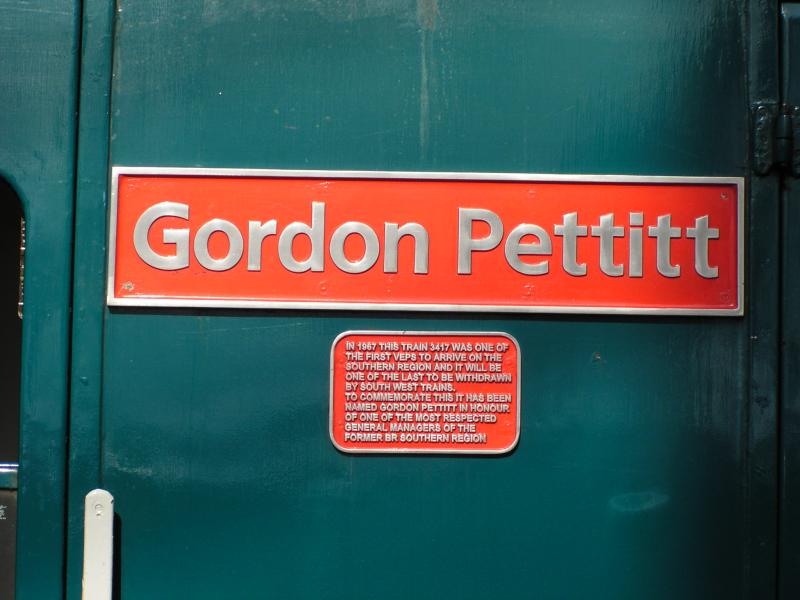 Gordon Pettitt
IN 1967 THIS TRAIN 3417 WAS ONE OF
THE FIRST VEPS TO ARRIVE ON THE
SOUTHERN REGION AND IT WILL BE
ONE OF THE LAST TO BE WITHDRAWN
BY SOUTH WEST TRAINS.
TO COMMEMORATE THIS IT HAS BEEN
NAMED GORDON PETTITT IN HONOUR
OF ONE OF THE MOST RESPECTED
GENERAL MANAGERS OF THE
FORMER BR SOUTHERN REGION